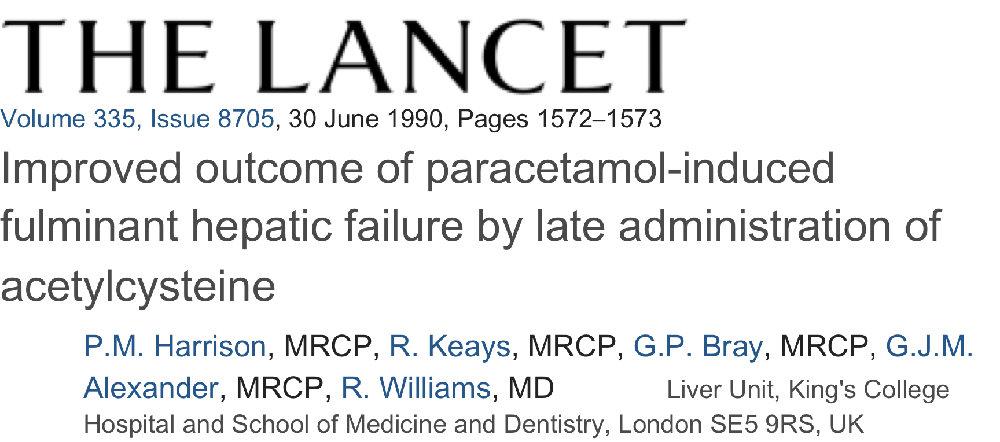 THE LANCET
Volume 335, Issue 8705, 30 June 1990, Pages 1572–1573
Improved outcome of paracetamol-induced
fulminant hepatic failure by late administration of
acetylcysteine
P.M. Harrison, MRCP, R. Keays, MRCP, G.P. Bray, MRCP, G.J.M.
Alexander, MRCP, R. Williams, MD Liver Unit, King's College
Hospital and School of Medicine and Dentistry, London SE5 9RS, UK